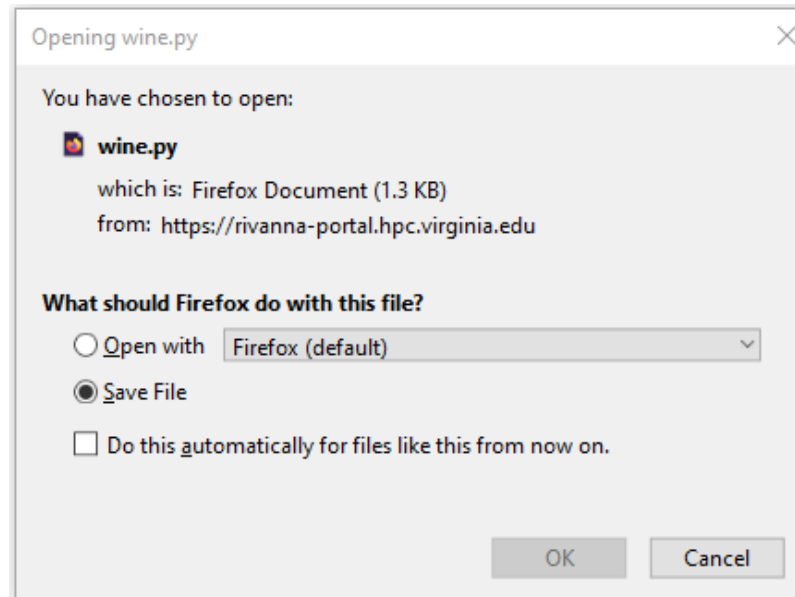 Opening wine.py
You have chosen to open:
wine.py
which is: Firefox Document (1.3 KB)
from: https://rivanna-portal.hpc.virginia.edu
What should Firefox do with this file?
Open with Firefox (default)
Save File
Do this automatically for files like this from now on.
OK Cancel